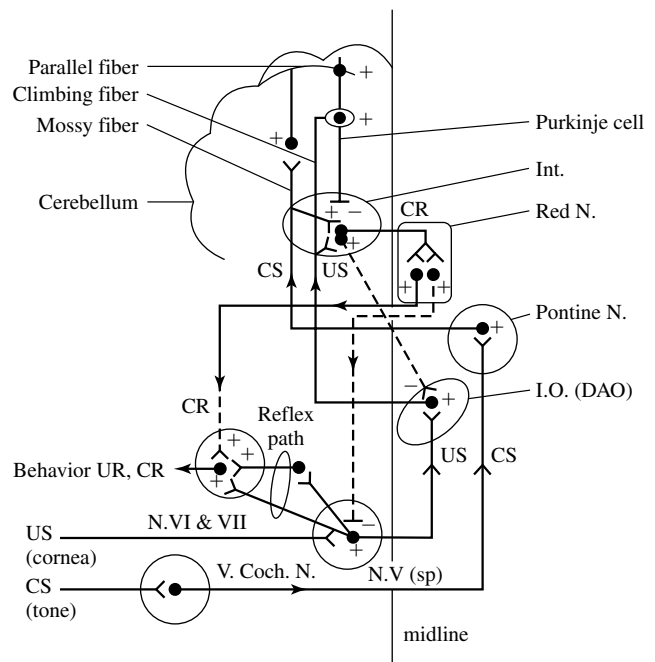 Parallel fiber
+
Climbing fiber
+
Mossy fiber
+
Purkinje cell
Int.
Cerebellum
+ −
+
CR
Red N.
CS
US
+ +
Pontine N.
+
− +
I.O. (DAO)
CR
Reflex
path
US
CS
+
+
+
Behavior UR, CR
N.VI & VII
−
+
US
(cornea)
V. Coch. N.
N.V (sp)
CS
(tone)
midline